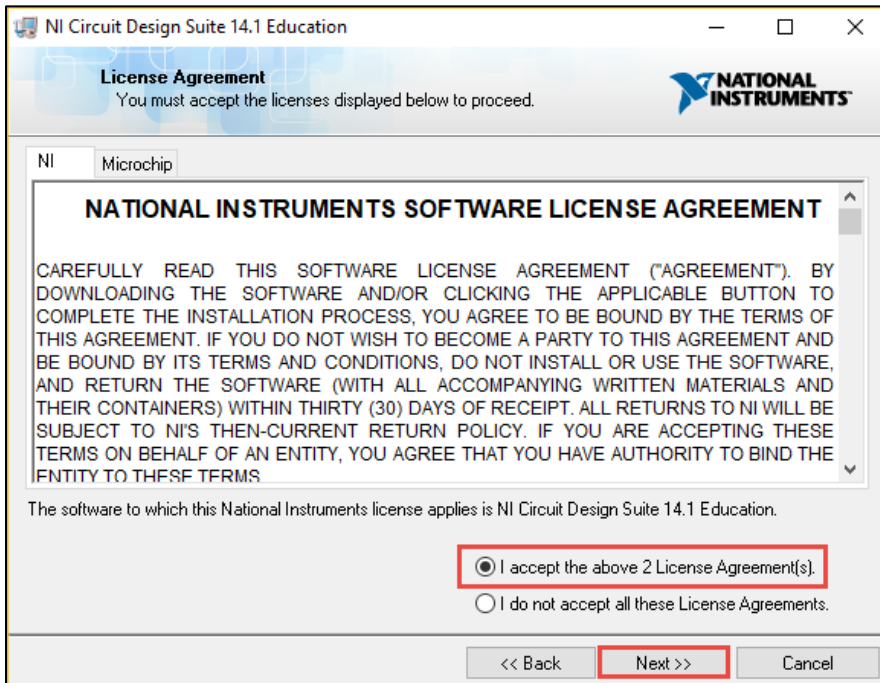 NI Circuit Design Suite 14.1 Education
License Agreement
You must accept the licenses displayed below to proceed.
NATIONAL
INSTRUMENTS™
NI
Microchip
NATIONAL INSTRUMENTS SOFTWARE LICENSE AGREEMENT
CAREFULLY READ THIS SOFTWARE LICENSE AGREEMENT ("AGREEMENT"). BY
DOWNLOADING THE SOFTWARE AND/OR CLICKING THE APPLICABLE BUTTON TO
COMPLETE THE INSTALLATION PROCESS, YOU AGREE TO BE BOUND BY THE TERMS OF
THIS AGREEMENT. IF YOU DO NOT WISH TO BECOME A PARTY TO THIS AGREEMENT AND
BE BOUND BY ITS TERMS AND CONDITIONS, DO NOT INSTALL OR USE THE SOFTWARE,
AND RETURN THE SOFTWARE (WITH ALL ACCOMPANYING WRITTEN MATERIALS AND
THEIR CONTAINERS) WITHIN THIRTY (30) DAYS OF RECEIPT. ALL RETURNS TO NI WILL BE
SUBJECT TO NI'S THEN-CURRENT RETURN POLICY. IF YOU ARE ACCEPTING THESE
TERMS ON BEHALF OF AN ENTITY, YOU AGREE THAT YOU HAVE AUTHORITY TO BIND THE
ENTITY TO THESE TERMS
The software to which this National Instruments license applies is NI Circuit Design Suite 14.1 Education.
I accept the above 2 License Agreement(s).
I do not accept all these License Agreements.
<< Back
Next >>
Cancel